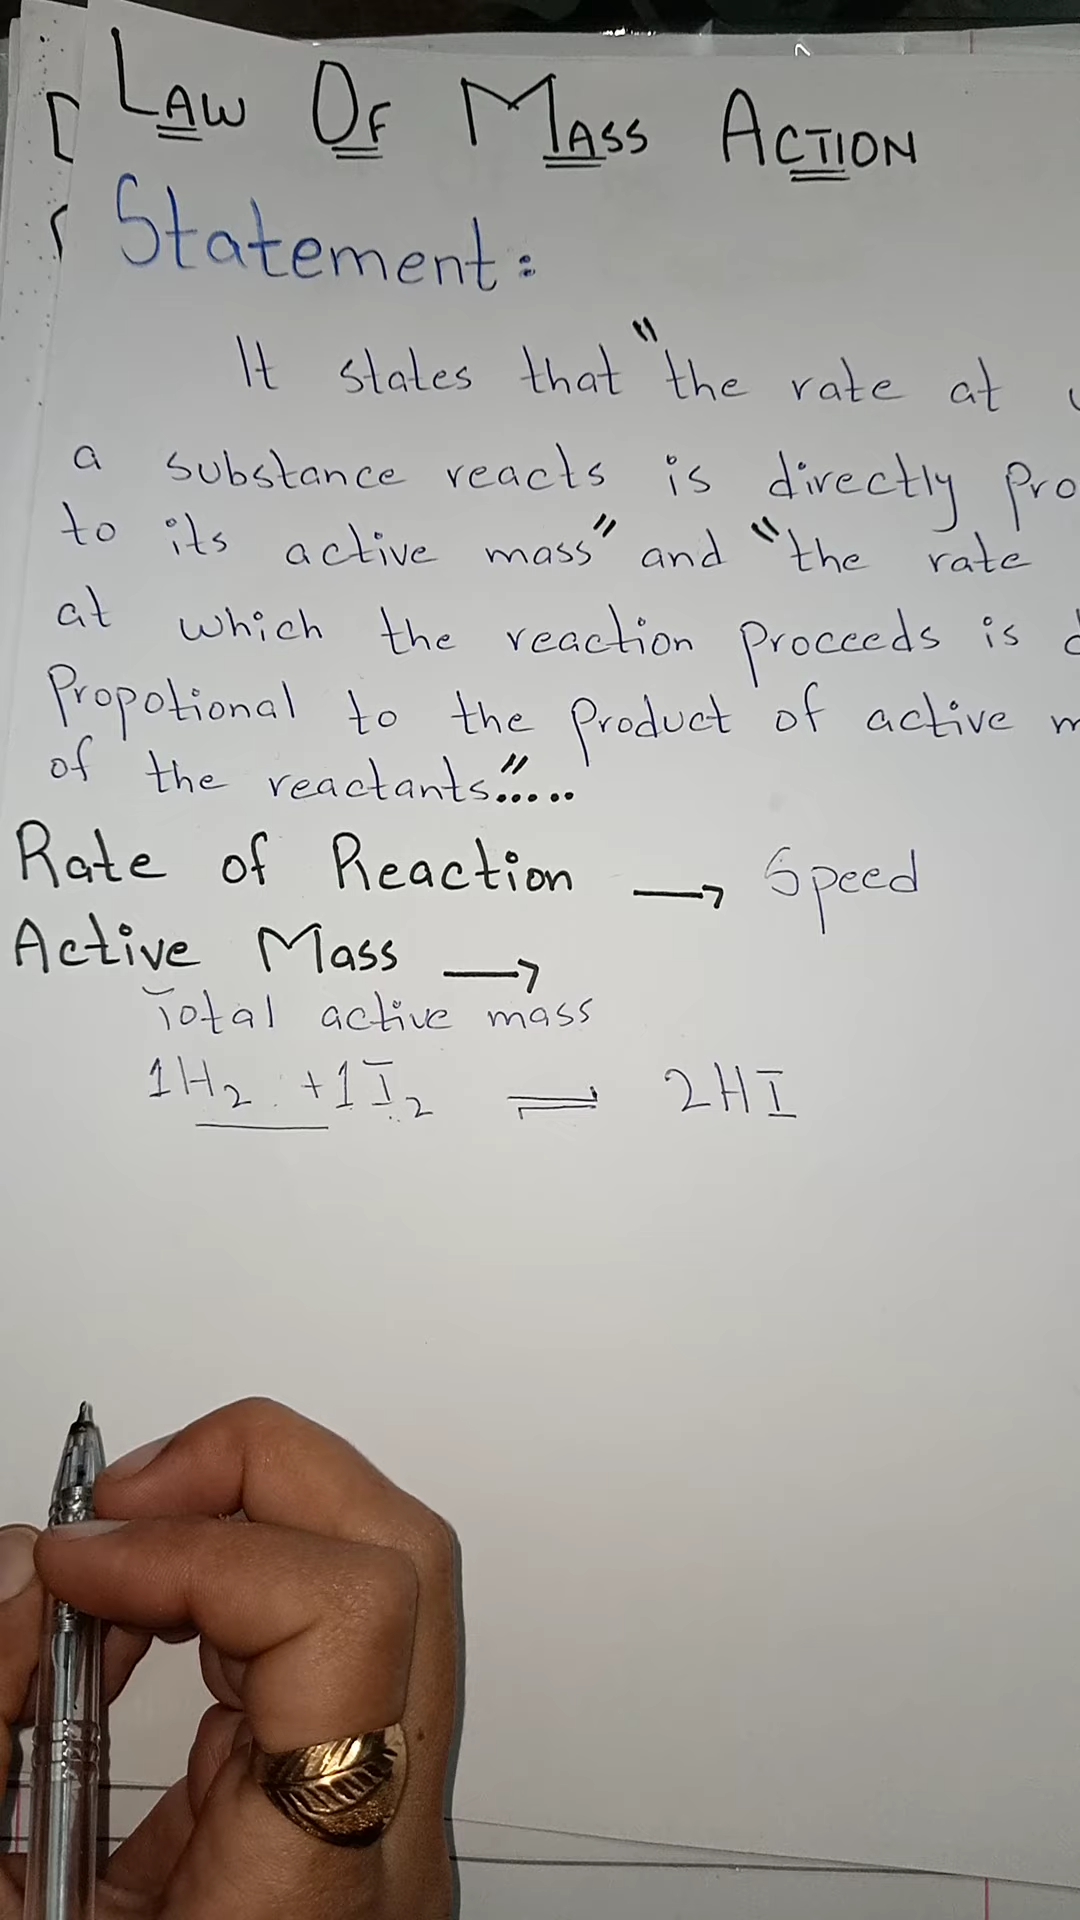 LAW OF MASS ACTION
Statement:
It states that "the rate at
a substance reacts is directly pro
to its active mass" and "the rate
at which the reaction proceeds is d
Propotional to the product of active m
of the reactants".....
Rate of Reaction → Speed
Active Mass →
Total active mass
1H₂ + 1I₂ ⇌ 2HI